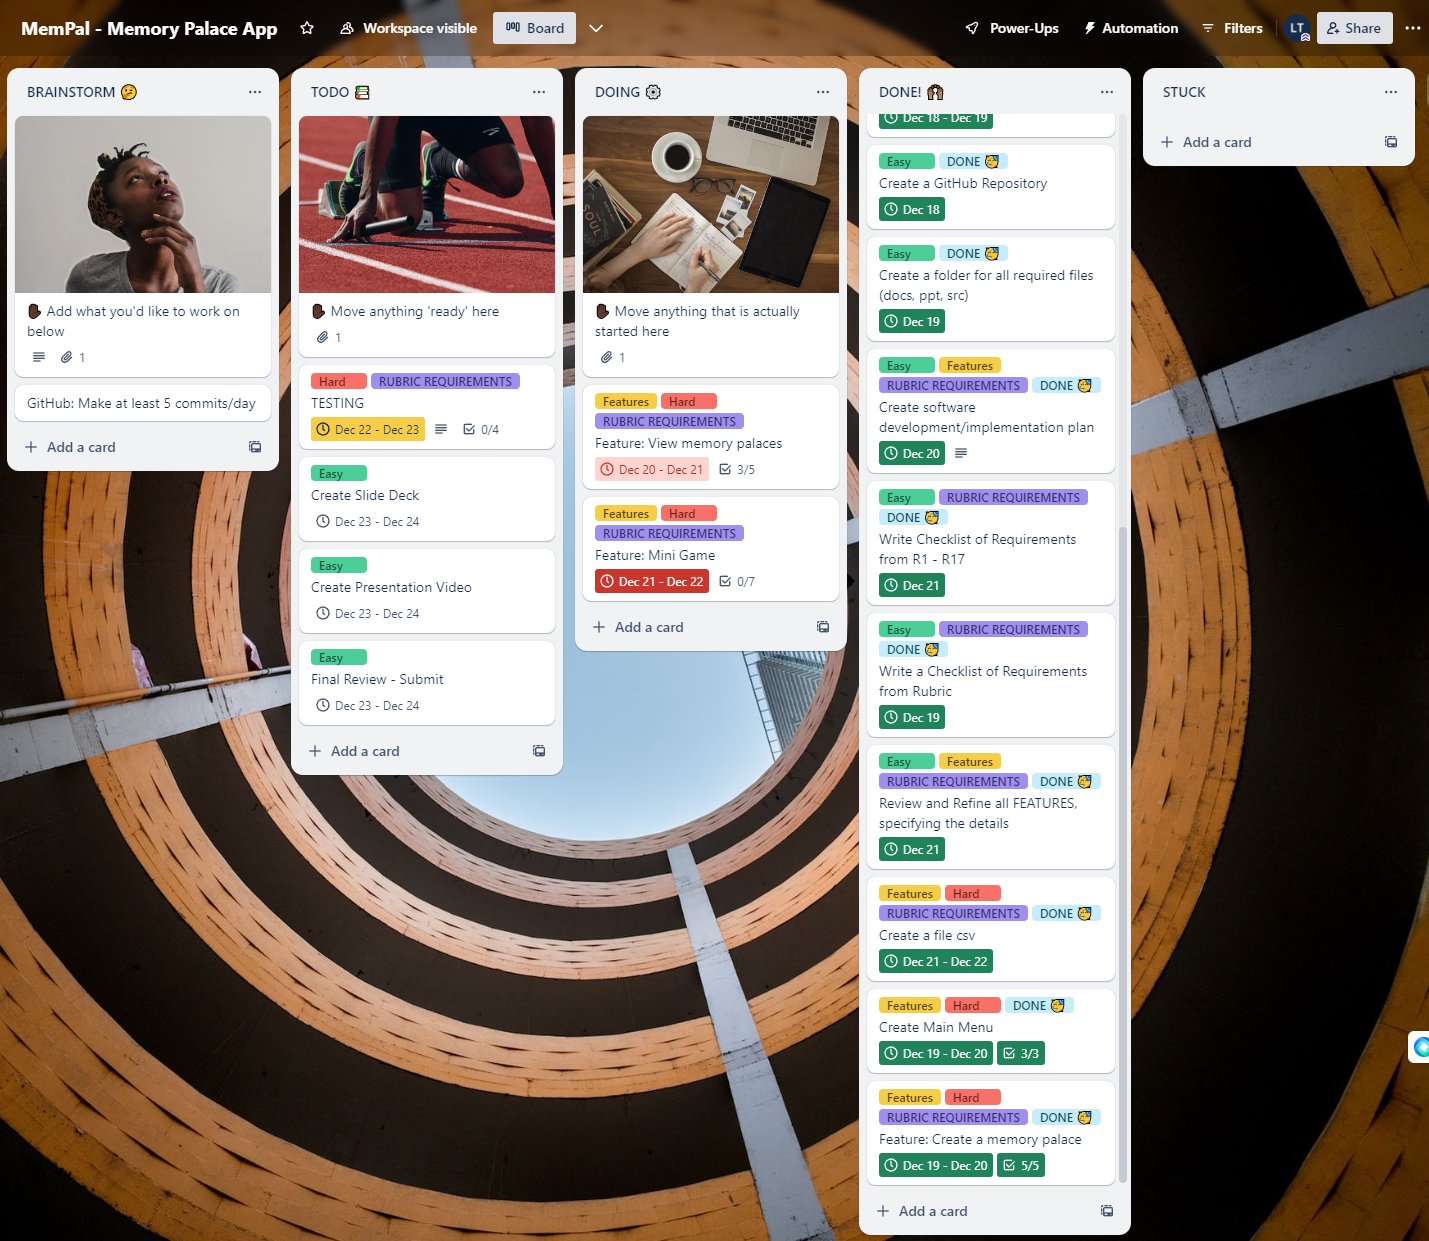 MemPal - Memory Palace App
Workspace visible
Board
Power-Ups
Automation
Filters
LT
Share
BRAINSTORM 🤔
✋🏿 Add what you'd like to work on
below
1
GitHub: Make at least 5 commits/day
Add a card
TODO 📚
✋🏿 Move anything 'ready' here
1
Hard
RUBRIC REQUIREMENTS
TESTING
Dec 22 - Dec 23
0/4
Easy
Create Slide Deck
Dec 23 - Dec 24
Easy
Create Presentation Video
Dec 23 - Dec 24
Easy
Final Review - Submit
Dec 23 - Dec 24
Add a card
DOING
SOUL
✋🏿 Move anything that is actually
started here
1
Features Hard
RUBRIC REQUIREMENTS
Feature: View memory palaces
Dec 20 - Dec 21 3/5
Features Hard
RUBRIC REQUIREMENTS
Feature: Mini Game
Dec 21 - Dec 22 0/7
Add a card
DONE!
Dec 18 - Dec 19
Easy DONE
Create a GitHub Repository
Dec 18
Easy DONE
Create a folder for all required files
(docs, ppt, src)
Dec 19
Easy Features
RUBRIC REQUIREMENTS DONE
Create software
development/implementation plan
Dec 20
Easy RUBRIC REQUIREMENTS
DONE
Write Checklist of Requirements
from R1 - R17
Dec 21
Easy RUBRIC REQUIREMENTS
DONE
Write a Checklist of Requirements
from Rubric
Dec 19
Easy Features
RUBRIC REQUIREMENTS DONE
Review and Refine all FEATURES,
specifying the details
Dec 21
Features Hard
RUBRIC REQUIREMENTS DONE
Create a file csv
Dec 21 - Dec 22
Features Hard DONE
Create Main Menu
Dec 19 - Dec 20 3/3
Features Hard
RUBRIC REQUIREMENTS DONE
Feature: Create a memory palace
Dec 19 - Dec 20 5/5
Add a card
STUCK
Add a card